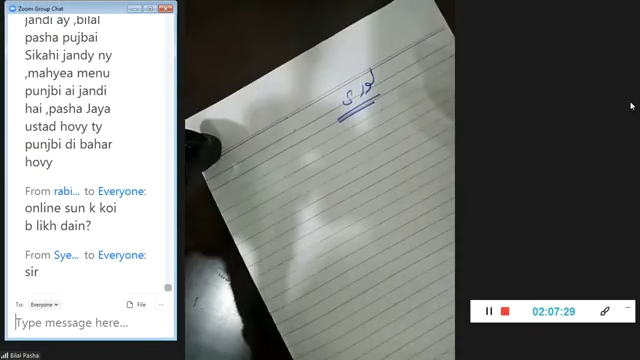 Zoom Group Chat
jandi ay ,bilal
pasha pujbai
Sikahi jandy ny
,mahyea menu
punjbi ai jandi
hai ,pasha Jaya
ustad hovy ty
punjbi di bahar
hovy
From rabi... to Everyone:
online sun k koi
b likh dain?
From Sye... to Everyone:
sir
To: Everyone
File
...
Type message here...
Bilal Pasha
02:07:29